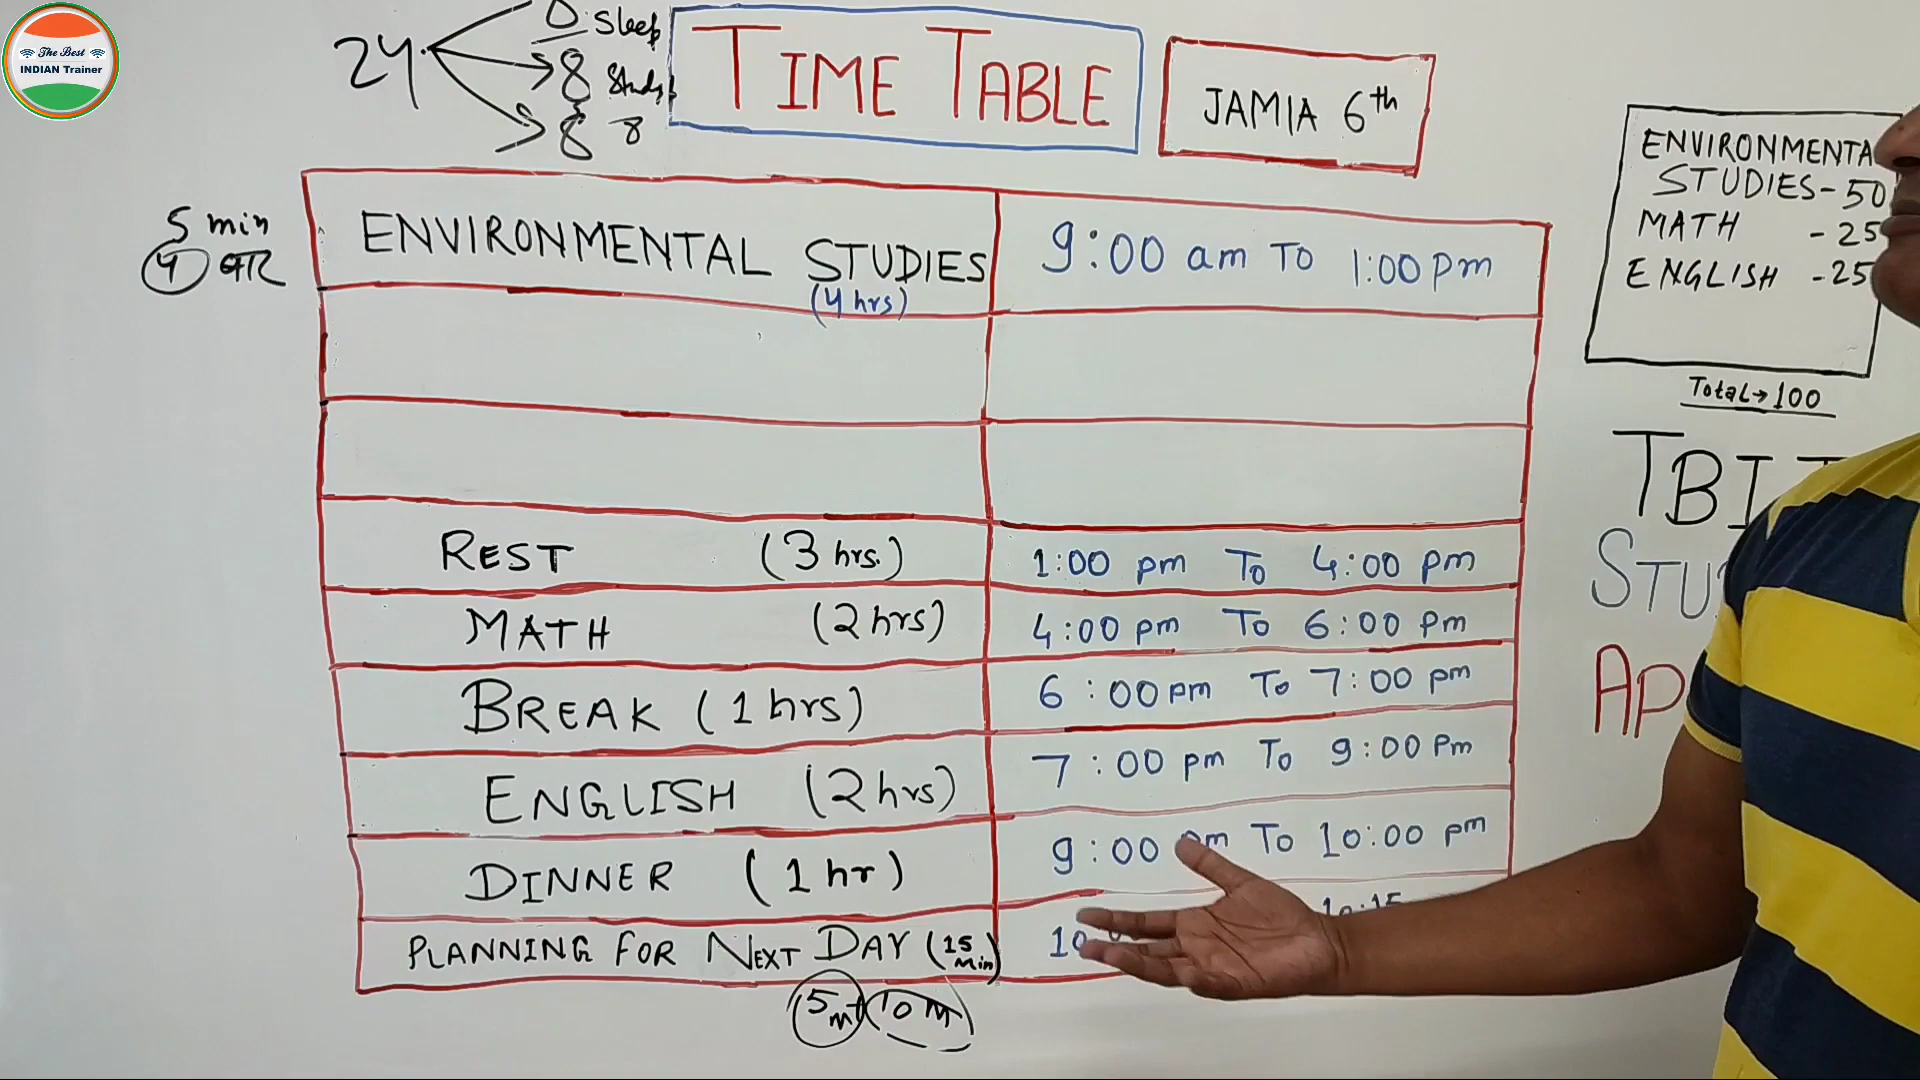 The Best
INDIAN Trainer
24
Sleep
8 Study
8 8
TIME TABLE
JAMIA 6th
5 min
4 बार
ENVIRONMENTAL STUDIES
(4 hrs)
9:00 am To 1:00 pm
REST (3 hrs.)
1:00 pm To 4:00 pm
MATH (2 hrs)
4:00 pm To 6:00 pm
BREAK (1 hrs)
6:00 pm To 7:00 pm
ENGLISH (2 hrs)
7:00 pm To 9:00 Pm
DINNER (1 hr)
9:00 pm To 10:00 pm
PLANNING FOR NEXT DAY (15 Min)
10 10:15
5 m + 10 m
ENVIRONMENTA
STUDIES - 50
MATH - 25
ENGLISH - 25
Total → 100
TBI
STU
AP